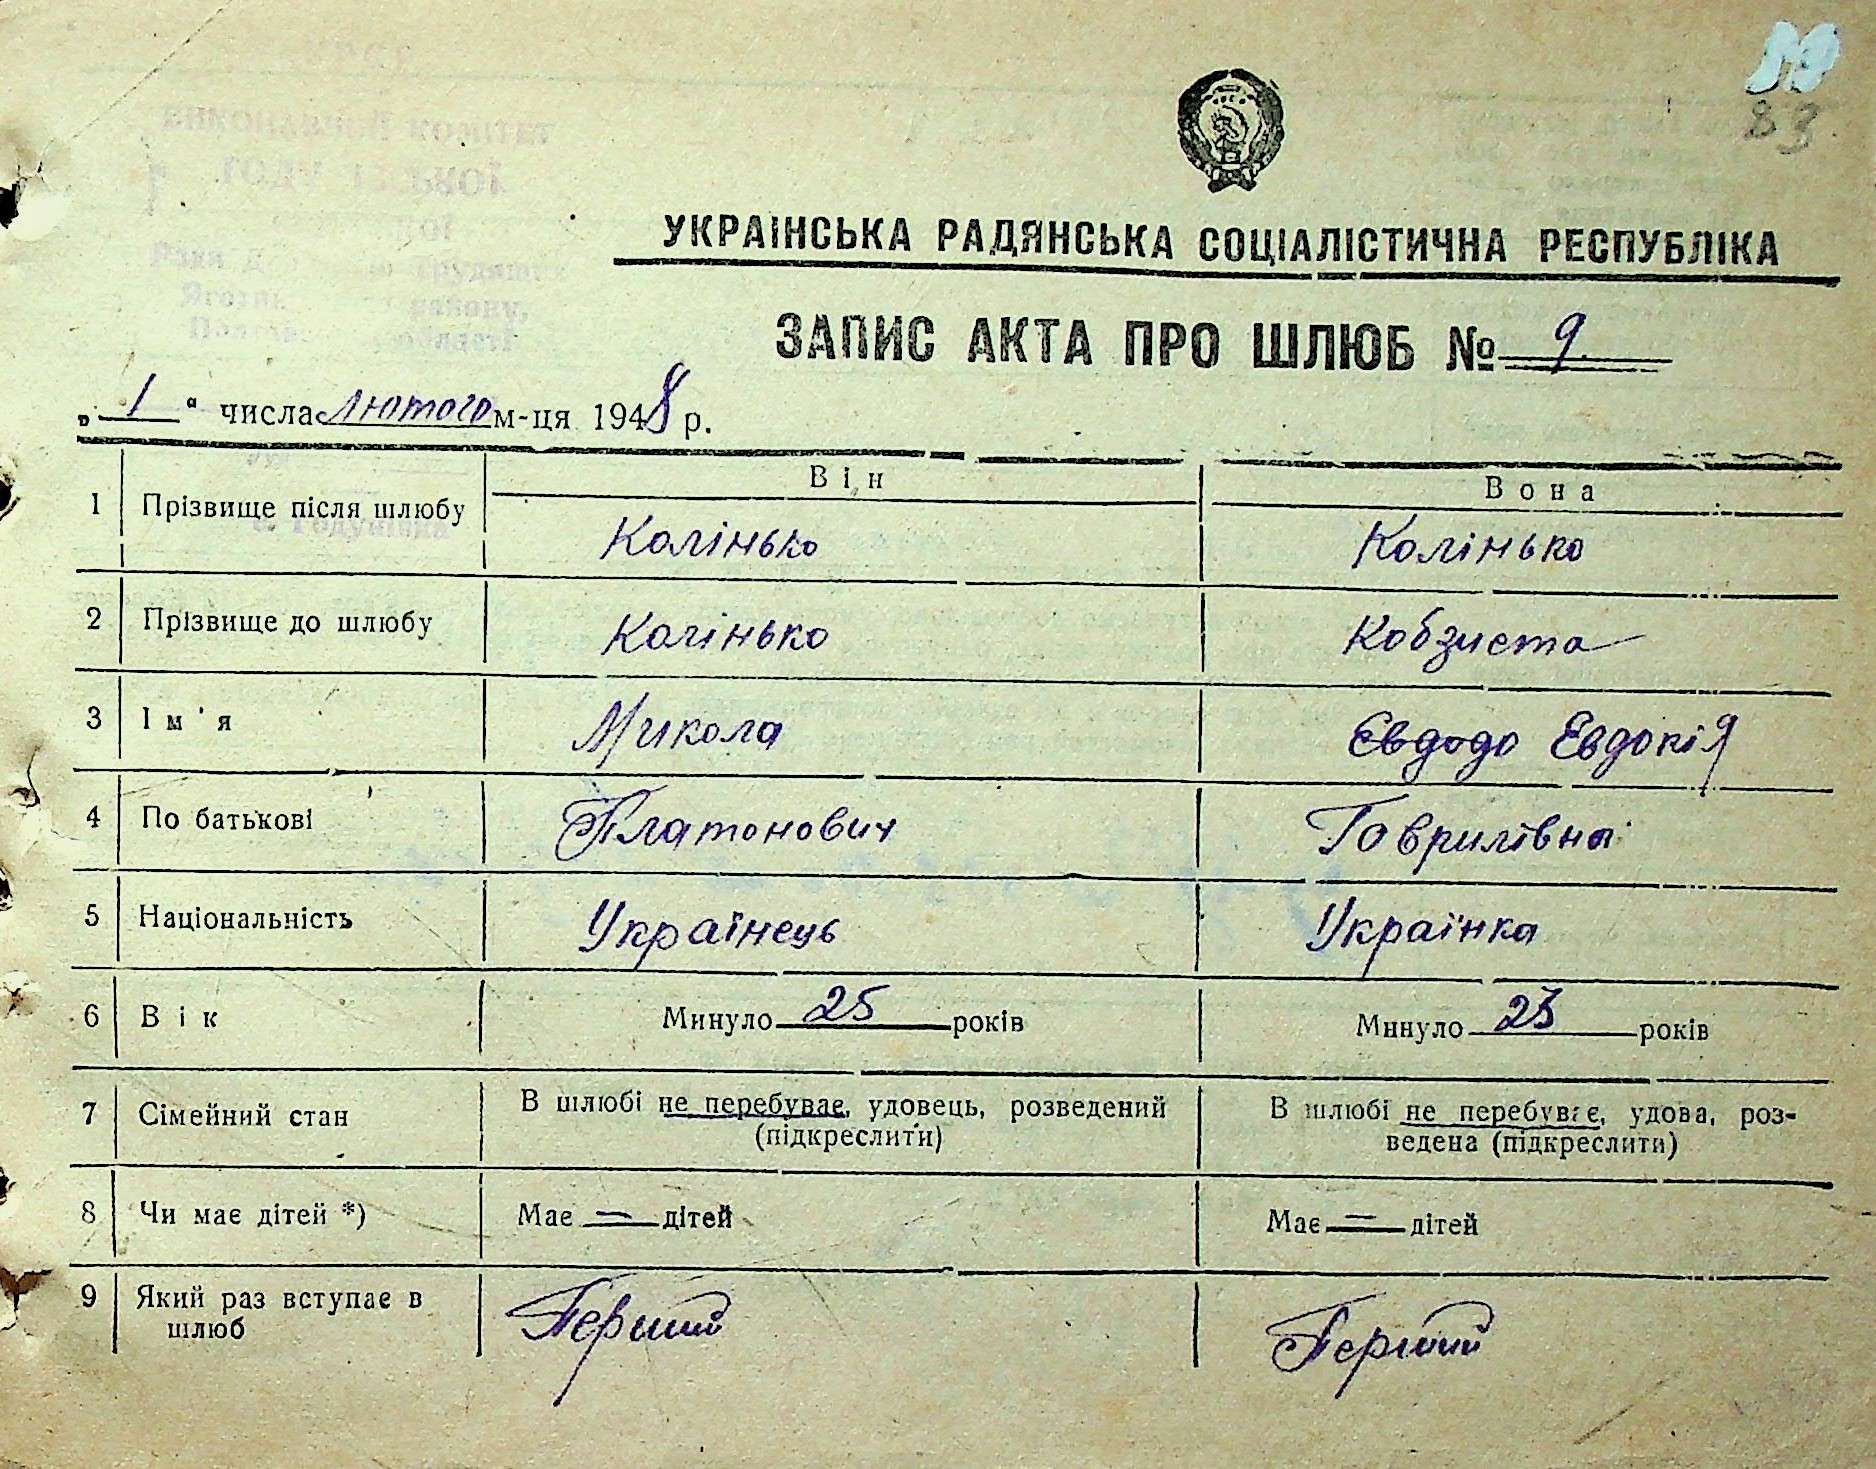 83
УКРАЇНСЬКА РАДЯНСЬКА СОЦІАЛІСТИЧНА РЕСПУБЛІКА
ЗАПИС АКТА ПРО ШЛЮБ № 9.
„ 1 “ числа лютого м-ця 1948 р.
Він Вона
1 Прізвище після шлюбу Колінько Колінько
2 Прізвище до шлюбу Колінько Кобзиста
3 Ім'я Микола Євдодо Евдокія
4 По батькові Платонович Гаврилівна
5 Національність Українець Українка
6 Вік Минуло 25 років Минуло 23 років
7 Сімейний стан В шлюбі не перебуває, удовець, розведений В шлюбі не перебуває, удова, роз-
(підкреслити) ведена (підкреслити)
8 Чи має дітей *) Має — дітей Має — дітей
9 Який раз вступає в Перший Перший
шлюб